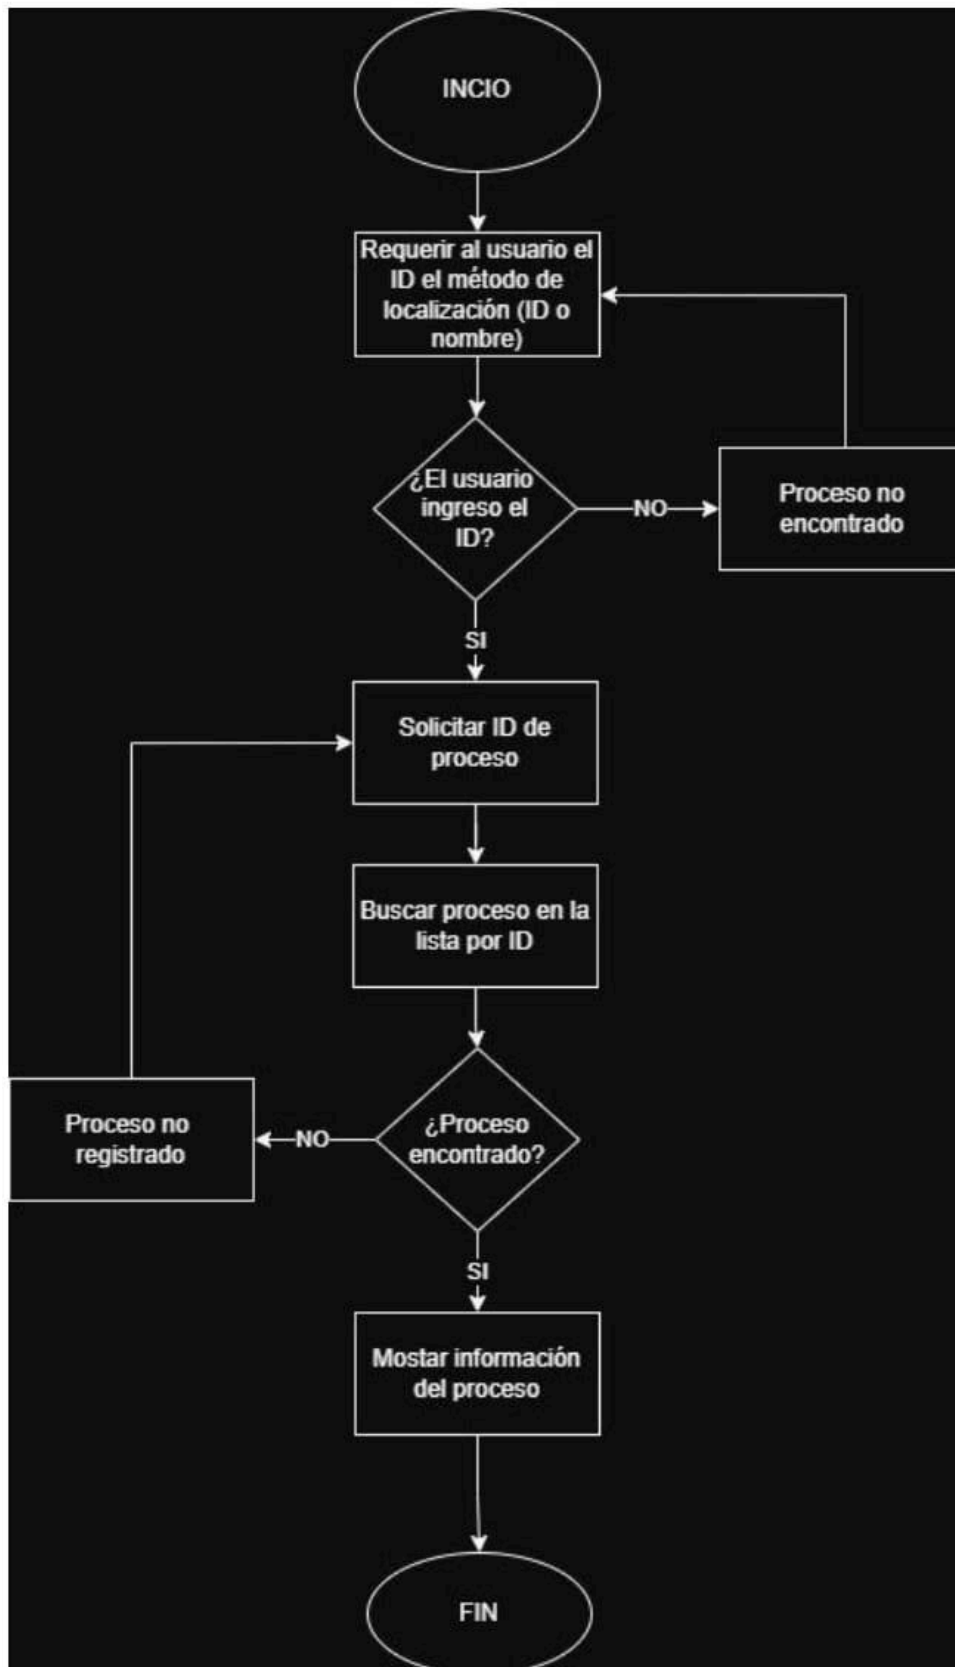 INCIO
Requerir al usuario el
ID el método de
localización (ID o
nombre)
¿El usuario
ingreso el
ID?
NO
Proceso no
encontrado
SI
Solicitar ID de
proceso
Buscar proceso en la
lista por ID
¿Proceso
encontrado?
NO
Proceso no
registrado
SI
Mostar información
del proceso
FIN